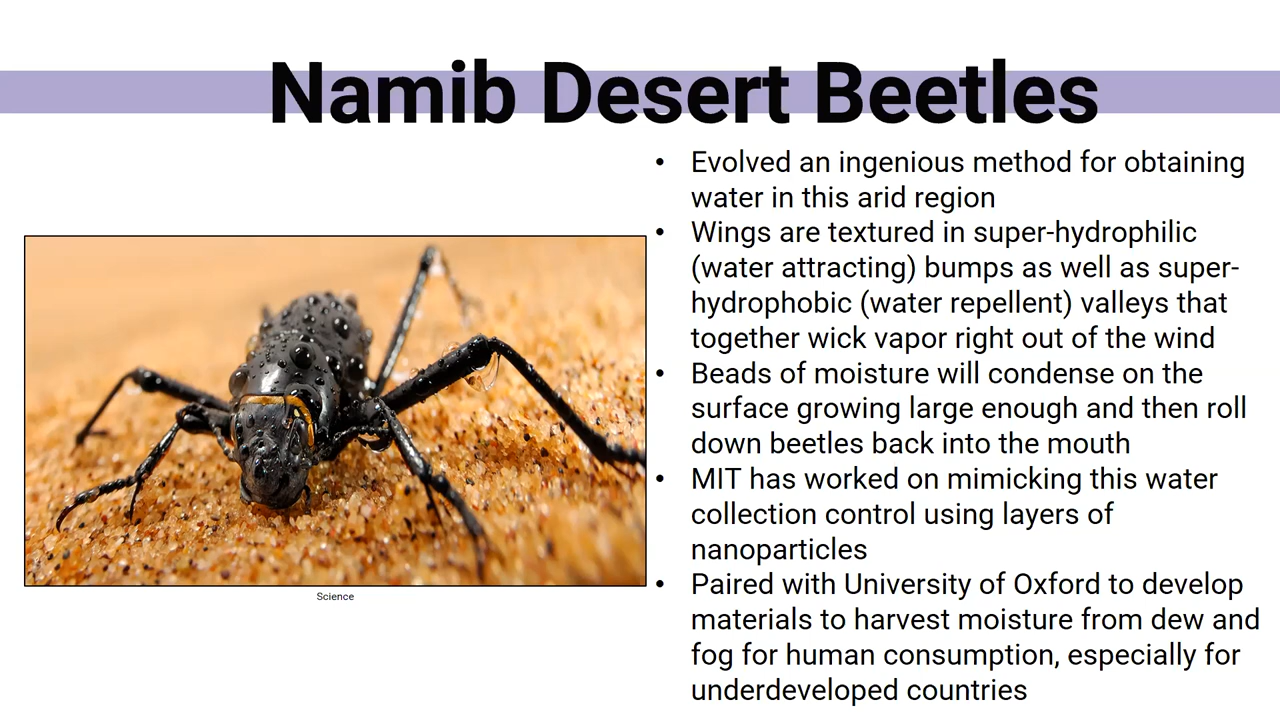 Namib Desert Beetles
• Evolved an ingenious method for obtaining
water in this arid region
• Wings are textured in super-hydrophilic
(water attracting) bumps as well as super-
hydrophobic (water repellent) valleys that
together wick vapor right out of the wind
• Beads of moisture will condense on the
surface growing large enough and then roll
down beetles back into the mouth
• MIT has worked on mimicking this water
collection control using layers of
nanoparticles
• Paired with University of Oxford to develop
materials to harvest moisture from dew and
fog for human consumption, especially for
underdeveloped countries
Science